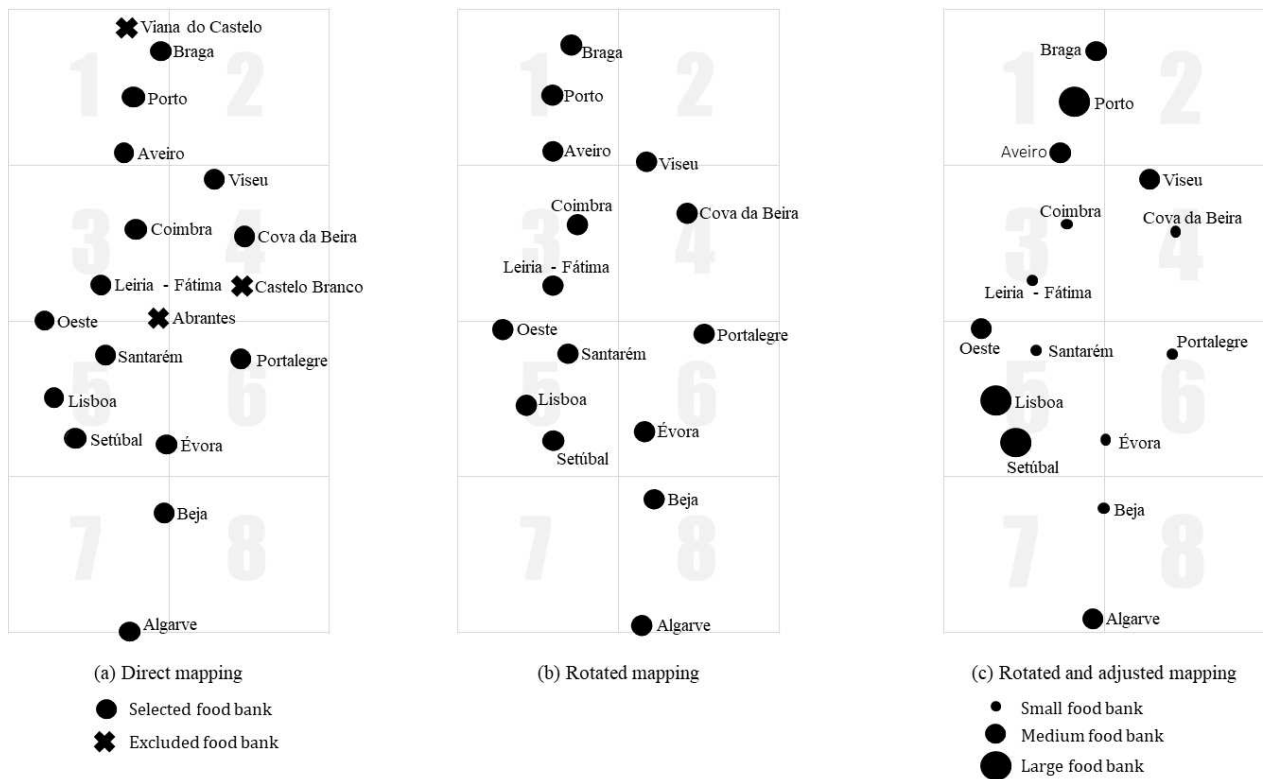 Viana do Castelo
Braga
1
2
Porto
Aveiro
Viseu
3
4
Coimbra
Cova da Beira
Leiria - Fátima
Castelo Branco
Oeste
Abrantes
Santarém
Portalegre
5
6
Lisboa
Setúbal
Évora
Beja
7
8
Algarve
(a) Direct mapping
Selected food bank
Excluded food bank
Braga
1
2
Porto
Aveiro
Viseu
Coimbra
Cova da Beira
3
4
Leiria - Fátima
Oeste
Portalegre
Santarém
5
6
Lisboa
Évora
Setúbal
Beja
7
8
Algarve
(b) Rotated mapping
Braga
1
2
Porto
Aveiro
Viseu
Coimbra
Cova da Beira
3
4
Leiria - Fátima
Oeste
Santarém
Portalegre
5
6
Lisboa
Évora
Setúbal
Beja
7
8
Algarve
(c) Rotated and adjusted mapping
Small food bank
Medium food bank
Large food bank